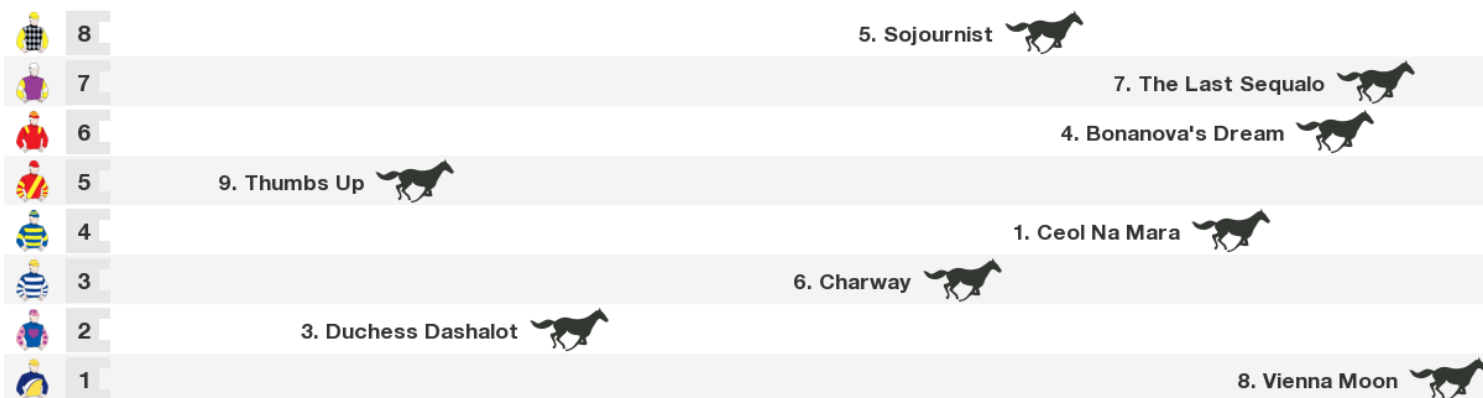 8 5. Sojournist
7 7. The Last Sequalo
6 4. Bonanova's Dream
5 9. Thumbs Up
4 1. Ceol Na Mara
3 6. Charway
2 3. Duchess Dashalot
1 8. Vienna Moon